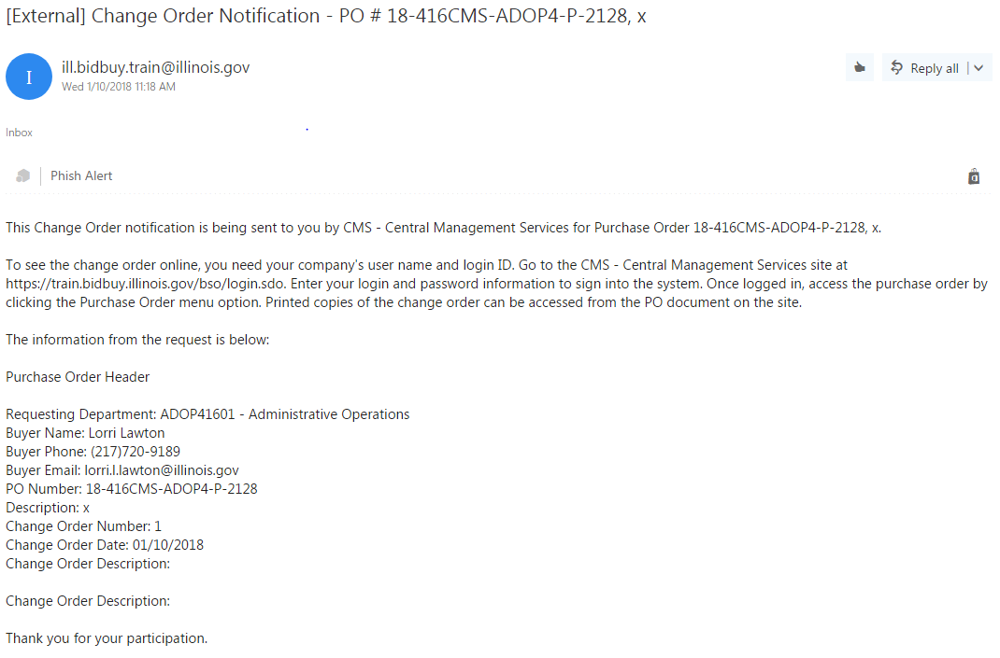 [External] Change Order Notification - PO # 18-416CMS-ADOP4-P-2128, x
I
ill.bidbuy.train@illinois.gov
Wed 1/10/2018 11:18 AM
Reply all
Inbox
Phish Alert
This Change Order notification is being sent to you by CMS - Central Management Services for Purchase Order 18-416CMS-ADOP4-P-2128, x.
To see the change order online, you need your company's user name and login ID. Go to the CMS - Central Management Services site at
https://train.bidbuy.illinois.gov/bso/login.sdo. Enter your login and password information to sign into the system. Once logged in, access the purchase order by
clicking the Purchase Order menu option. Printed copies of the change order can be accessed from the PO document on the site.
The information from the request is below:
Purchase Order Header
Requesting Department: ADOP41601 - Administrative Operations
Buyer Name: Lorri Lawton
Buyer Phone: (217)720-9189
Buyer Email: lorri.l.lawton@illinois.gov
PO Number: 18-416CMS-ADOP4-P-2128
Description: x
Change Order Number: 1
Change Order Date: 01/10/2018
Change Order Description:
Change Order Description:
Thank you for your participation.